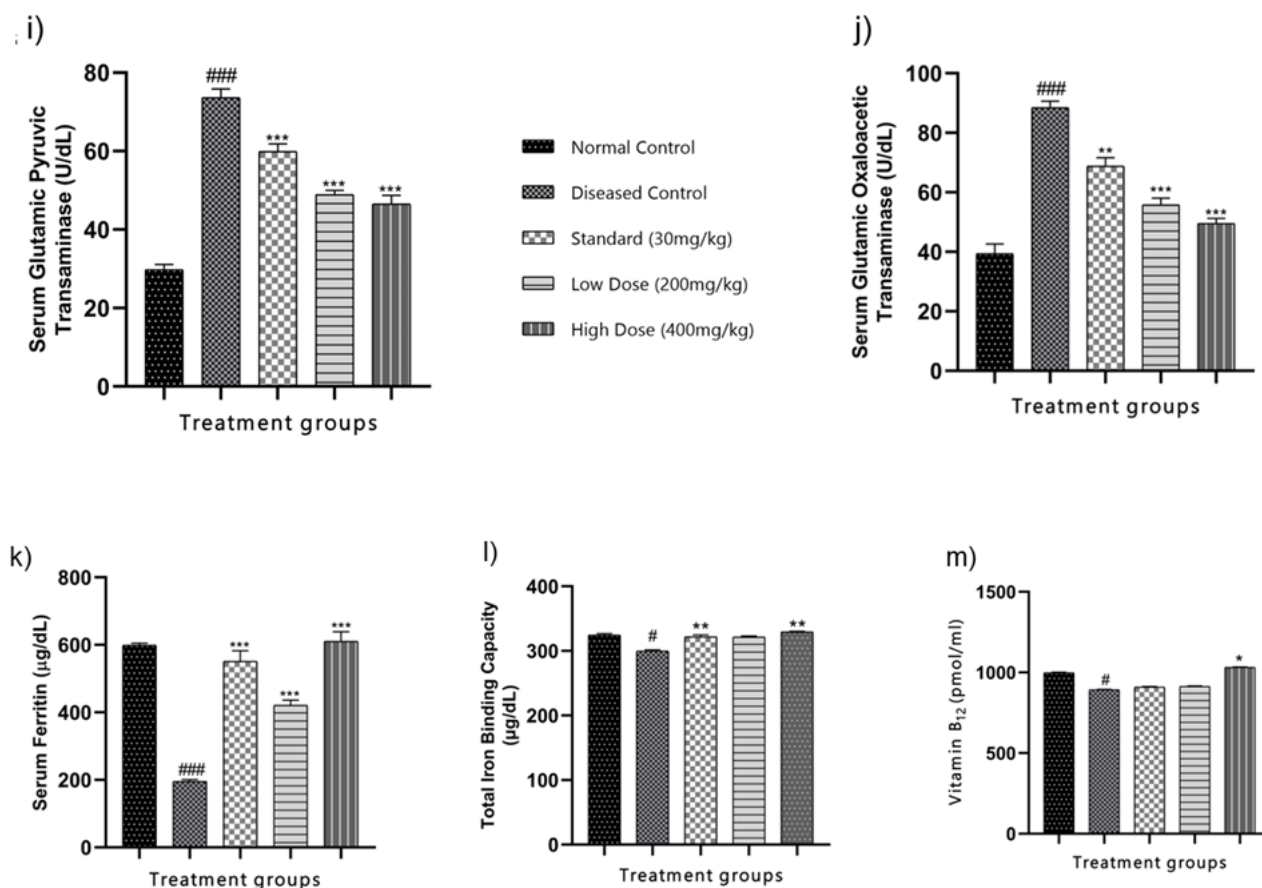 i)
Serum Glutamic Pyruvic
Transaminase (U/dL)
80
60
40
20
0
###
***
***
***
Treatment groups
Normal Control
Diseased Control
Standard (30mg/kg)
Low Dose (200mg/kg)
High Dose (400mg/kg)
j)
Serum Glutamic Oxaloacetic
Transaminase (U/dL)
100
80
60
40
20
0
###
**
***
***
Treatment groups
k)
Serum Ferritin (µg/dL)
800
600
400
200
0
###
***
***
***
Treatment groups
l)
Total Iron Binding Capacity
(µg/dL)
400
300
200
100
0
#
**
**
Treatment groups
m)
Vitamin B12 (pmol/ml)
1500
1000
500
0
#
*
Treatment groups